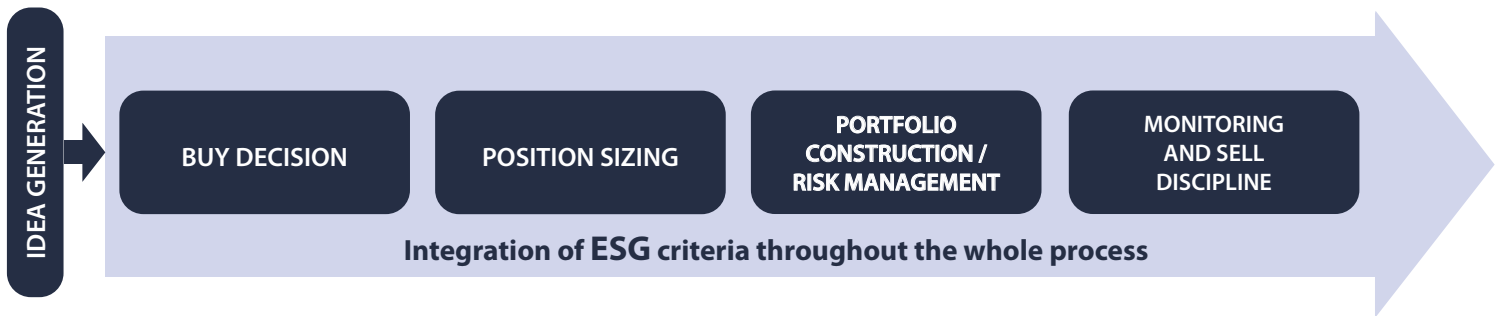 IDEA GENERATION
BUY DECISION
POSITION SIZING
PORTFOLIO
CONSTRUCTION /
RISK MANAGEMENT
MONITORING
AND SELL
DISCIPLINE
Integration of ESG criteria throughout the whole process